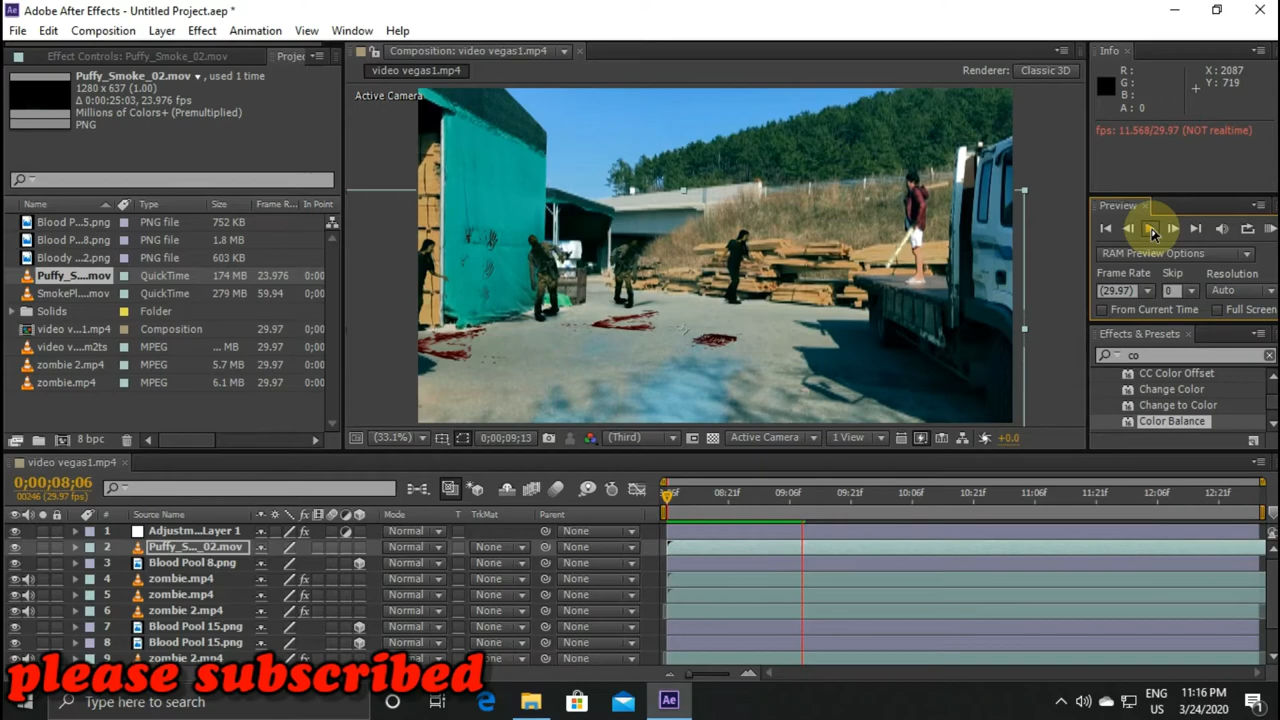 Adobe After Effects - Untitled Project.aep *
File Edit Composition Layer Effect Animation View Window Help
Effect Controls: Puffy_Smoke_02.mov
Projec
Composition: video vegas1.mp4
Info
Puffy_Smoke_02.mov ▾, used 1 time
1280 x 637 (1.00)
Δ 0:00:25:03, 23.976 fps
Millions of Colors+ (Premultiplied)
PNG
video vegas1.mp4
Renderer: Classic 3D
Active Camera
R :
G :
B :
A : 0
X : 2087
Y : 719
fps: 11.568/29.97 (NOT realtime)
Preview
RAM Preview Options
Frame Rate Skip Resolution
(29.97) 0 Auto
From Current Time Full Screen
Effects & Presets
co
CC Color Offset
Change Color
Change to Color
Color Balance
Name Type Size Frame R... In Point
Blood P...5.png PNG file 752 KB
Blood P...8.png PNG file 1.8 MB
Bloody ...2.png PNG file 603 KB
Puffy_S....mov QuickTime 174 MB 23.976
SmokePl....mov QuickTime 279 MB 59.94
Solids Folder
video v....1.mp4 Composition 29.97
video v....m2ts MPEG ... MB 29.97
zombie 2.mp4 MPEG 5.7 MB 29.97
zombie.mp4 MPEG 6.1 MB 29.97
8 bpc
(33.1%) 0;00;09;13 (Third) Active Camera 1 View +0.0
video vegas1.mp4
0;00;08;06
00246 (29.97 fps)
08:21f 09:06f 09:21f 10:06f 10:21f 11:06f 11:21f 12:06f 12:21f
# Source Name Mode T TrkMat Parent
1 Adjustm...Layer 1 Normal None
2 Puffy_S..._02.mov Normal None None
3 Blood Pool 8.png Normal None None
4 zombie.mp4 Normal None None
5 zombie.mp4 Normal None None
6 zombie 2.mp4 Normal None None
7 Blood Pool 15.png Normal None None
8 Blood Pool 15.png Normal None None
9 zombie 2.mp4 Normal None None
please subscribed
Type here to search
ENG
US
11:16 PM
3/24/2020